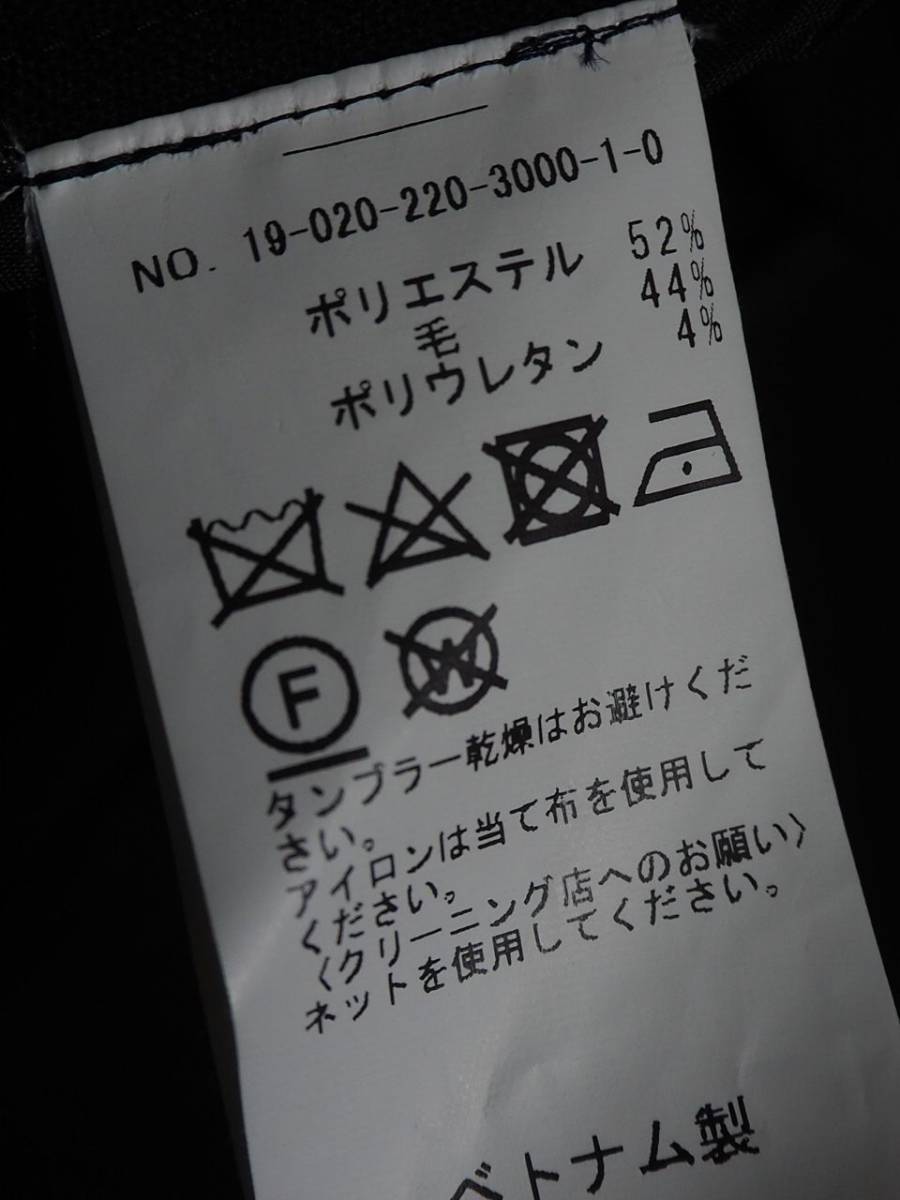 NO. 19-020-220-3000-1-0
ポリエステル 52%
毛 44%
ポリウレタン 4%
F
W
タンブラー乾燥はお避けくだ
さい。
アイロンは当て布を使用して
ください。
〈クリーニング店へのお願い〉
ネットを使用してください。
ベトナム製